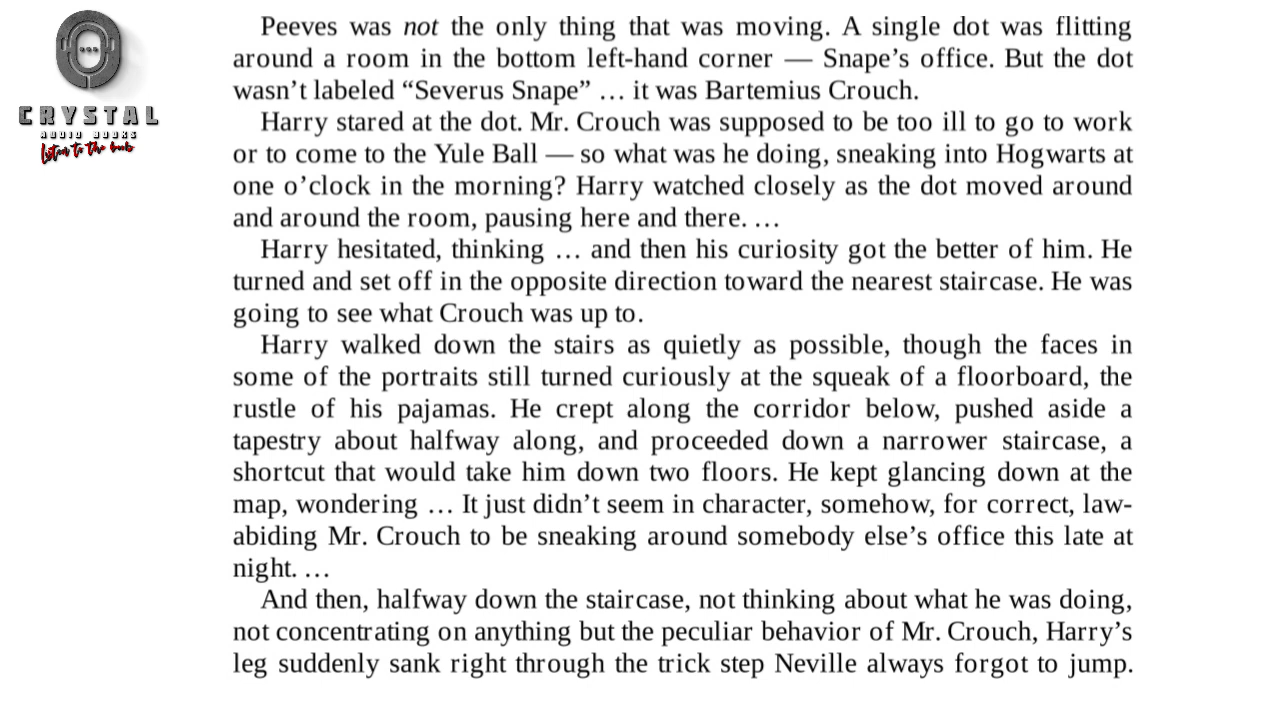 CRYSTAL
AUDIO BOOKS
Listen to the book
Peeves was not the only thing that was moving. A single dot was flitting
around a room in the bottom left-hand corner — Snape’s office. But the dot
wasn’t labeled “Severus Snape” … it was Bartemius Crouch.
Harry stared at the dot. Mr. Crouch was supposed to be too ill to go to work
or to come to the Yule Ball — so what was he doing, sneaking into Hogwarts at
one o’clock in the morning? Harry watched closely as the dot moved around
and around the room, pausing here and there. …
Harry hesitated, thinking … and then his curiosity got the better of him. He
turned and set off in the opposite direction toward the nearest staircase. He was
going to see what Crouch was up to.
Harry walked down the stairs as quietly as possible, though the faces in
some of the portraits still turned curiously at the squeak of a floorboard, the
rustle of his pajamas. He crept along the corridor below, pushed aside a
tapestry about halfway along, and proceeded down a narrower staircase, a
shortcut that would take him down two floors. He kept glancing down at the
map, wondering … It just didn’t seem in character, somehow, for correct, law-
abiding Mr. Crouch to be sneaking around somebody else’s office this late at
night. …
And then, halfway down the staircase, not thinking about what he was doing,
not concentrating on anything but the peculiar behavior of Mr. Crouch, Harry’s
leg suddenly sank right through the trick step Neville always forgot to jump.